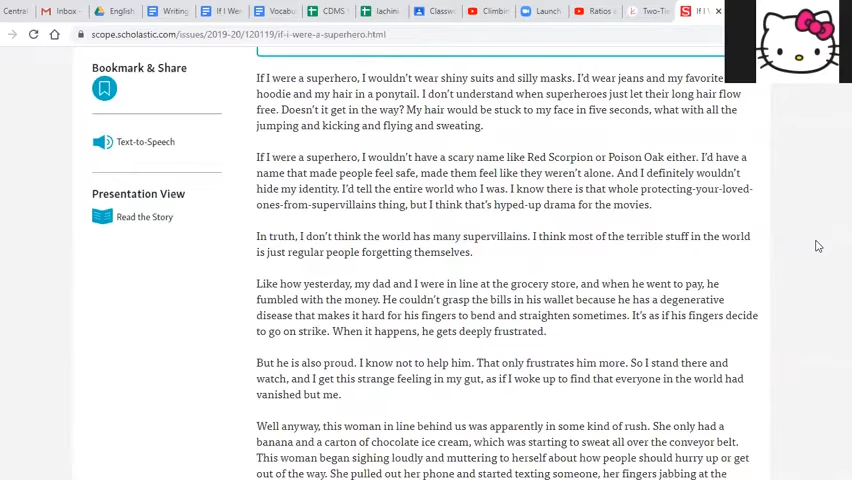 Central
Inbox -
English
Writing
If I Wer
Vocabu
CDMS
Iachin
Classw
Climbin
Launch
Ratios a
Two-Tie
If I W
scope.scholastic.com/issues/2019-20/120119/if-i-were-a-superhero.html
Bookmark & Share
Text-to-Speech
Presentation View
Read the Story
If I were a superhero, I wouldn't wear shiny suits and silly masks. I'd wear jeans and my favorite
hoodie and my hair in a ponytail. I don't understand when superheroes just let their long hair flow
free. Doesn't it get in the way? My hair would be stuck to my face in five seconds, what with all the
jumping and kicking and flying and sweating.
If I were a superhero, I wouldn't have a scary name like Red Scorpion or Poison Oak either. I'd have a
name that made people feel safe, made them feel like they weren't alone. And I definitely wouldn't
hide my identity. I'd tell the entire world who I was. I know there is that whole protecting-your-loved-
ones-from-supervillains thing, but I think that's hyped-up drama for the movies.
In truth, I don't think the world has many supervillains. I think most of the terrible stuff in the world
is just regular people forgetting themselves.
Like how yesterday, my dad and I were in line at the grocery store, and when he went to pay, he
fumbled with the money. He couldn't grasp the bills in his wallet because he has a degenerative
disease that makes it hard for his fingers to bend and straighten sometimes. It's as if his fingers decide
to go on strike. When it happens, he gets deeply frustrated.
But he is also proud. I know not to help him. That only frustrates him more. So I stand there and
watch, and I get this strange feeling in my gut, as if I woke up to find that everyone in the world had
vanished but me.
Well anyway, this woman in line behind us was apparently in some kind of rush. She only had a
banana and a carton of chocolate ice cream, which was starting to sweat all over the conveyor belt.
This woman began sighing loudly and muttering to herself about how people should hurry up or get
out of the way. She pulled out her phone and started texting someone, her fingers jabbing at the